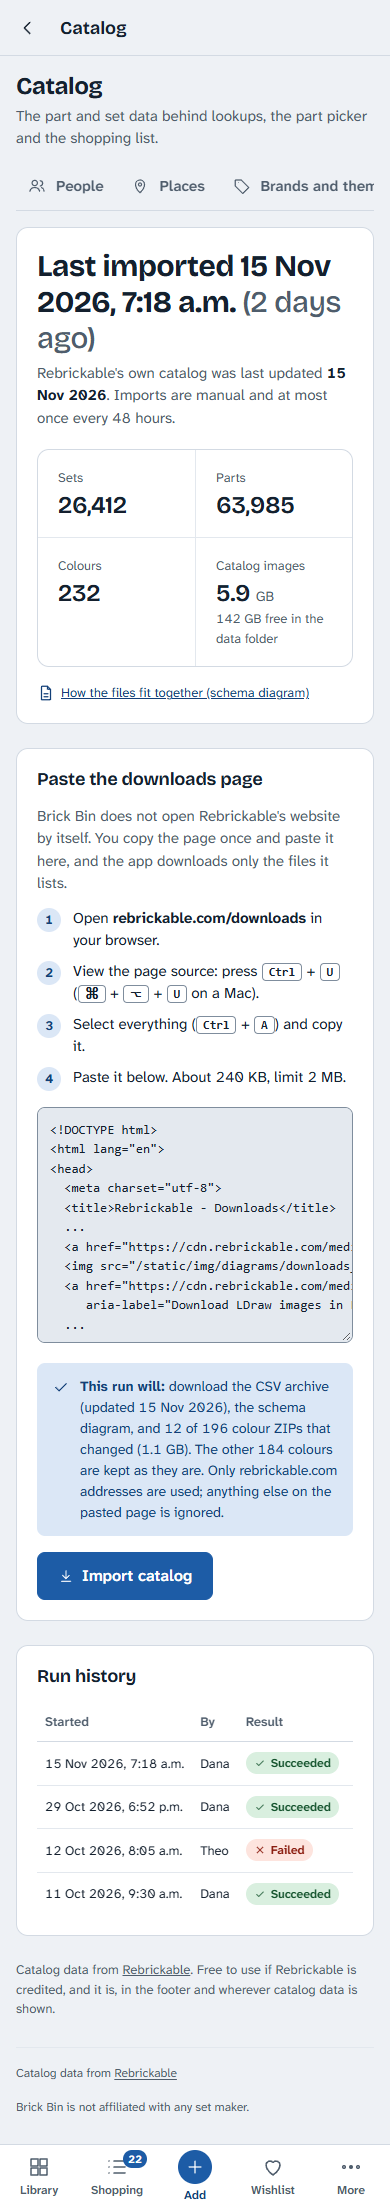 Catalog
Catalog
The part and set data behind lookups, the part picker
and the shopping list.
People Places Brands and them
Last imported 15 Nov
2026, 7:18 a.m. (2 days
ago)
Rebrickable's own catalog was last updated 15
Nov 2026. Imports are manual and at most
once every 48 hours.
Sets
26,412
Parts
63,985
Colours
232
Catalog images
5.9 GB
142 GB free in the
data folder
How the files fit together (schema diagram)
Paste the downloads page
Brick Bin does not open Rebrickable's website
by itself. You copy the page once and paste it
here, and the app downloads only the files it
lists.
1 Open rebrickable.com/downloads in
your browser.
2 View the page source: press Ctrl + U
(⌘ + ⌥ + U on a Mac).
3 Select everything (Ctrl + A) and copy
it.
4 Paste it below. About 240 KB, limit 2 MB.
<!DOCTYPE html>
<html lang="en">
<head>
<meta charset="utf-8">
<title>Rebrickable - Downloads</title>
...
<a href="https://cdn.rebrickable.com/med
<img src="/static/img/diagrams/downloads
<a href="https://cdn.rebrickable.com/med
aria-label="Download LDraw images in
...
This run will: download the CSV archive
(updated 15 Nov 2026), the schema
diagram, and 12 of 196 colour ZIPs that
changed (1.1 GB). The other 184 colours
are kept as they are. Only rebrickable.com
addresses are used; anything else on the
pasted page is ignored.
Import catalog
Run history
Started By Result
15 Nov 2026, 7:18 a.m. Dana Succeeded
29 Oct 2026, 6:52 p.m. Dana Succeeded
12 Oct 2026, 8:05 a.m. Theo Failed
11 Oct 2026, 9:30 a.m. Dana Succeeded
Catalog data from Rebrickable. Free to use if Rebrickable is
credited, and it is, in the footer and wherever catalog data is
shown.
Catalog data from Rebrickable
Brick Bin is not affiliated with any set maker.
22
Library Shopping Add Wishlist More